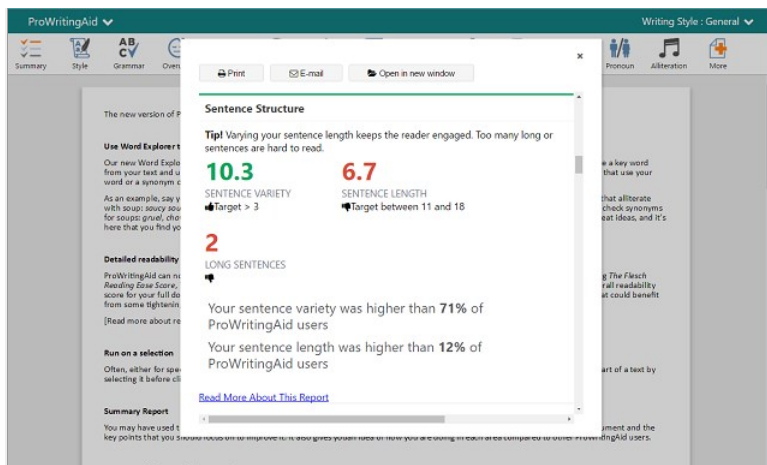 ProWritingAid
Writing Style : General
Summary
Style
Grammar
Pronoun
Alliteration
More
Print
E-mail
Open in new window
×
Sentence Structure
Tip! Varying your sentence length keeps the reader engaged. Too many long or
sentences are hard to read.
10.3
SENTENCE VARIETY
Target > 3
6.7
SENTENCE LENGTH
Target between 11 and 18
2
LONG SENTENCES
Your sentence variety was higher than 71% of
ProWritingAid users
Your sentence length was higher than 12% of
ProWritingAid users
Read More About This Report
The new version of
Use Word Explorer
Our new Word
e a key word
from your text and
that use your
word or a synonym
As an example, say
that alliterate
with soup: saucy
check synonyms
for soups: gruel,
eat ideas, and it's
here that you find
Detailed readability
ProWritingAid can
The Flesch
Reading Ease Score,
readability
score for your full
at could benefit
from some
[Read more about
Run on a selection
Often, either for
art of a text by
selecting it before
Summary Report
You may have used
and the
key points that you should focus on to improve it. It also gives
idea of how you are doing in each area compared to other ProWritingAid users.